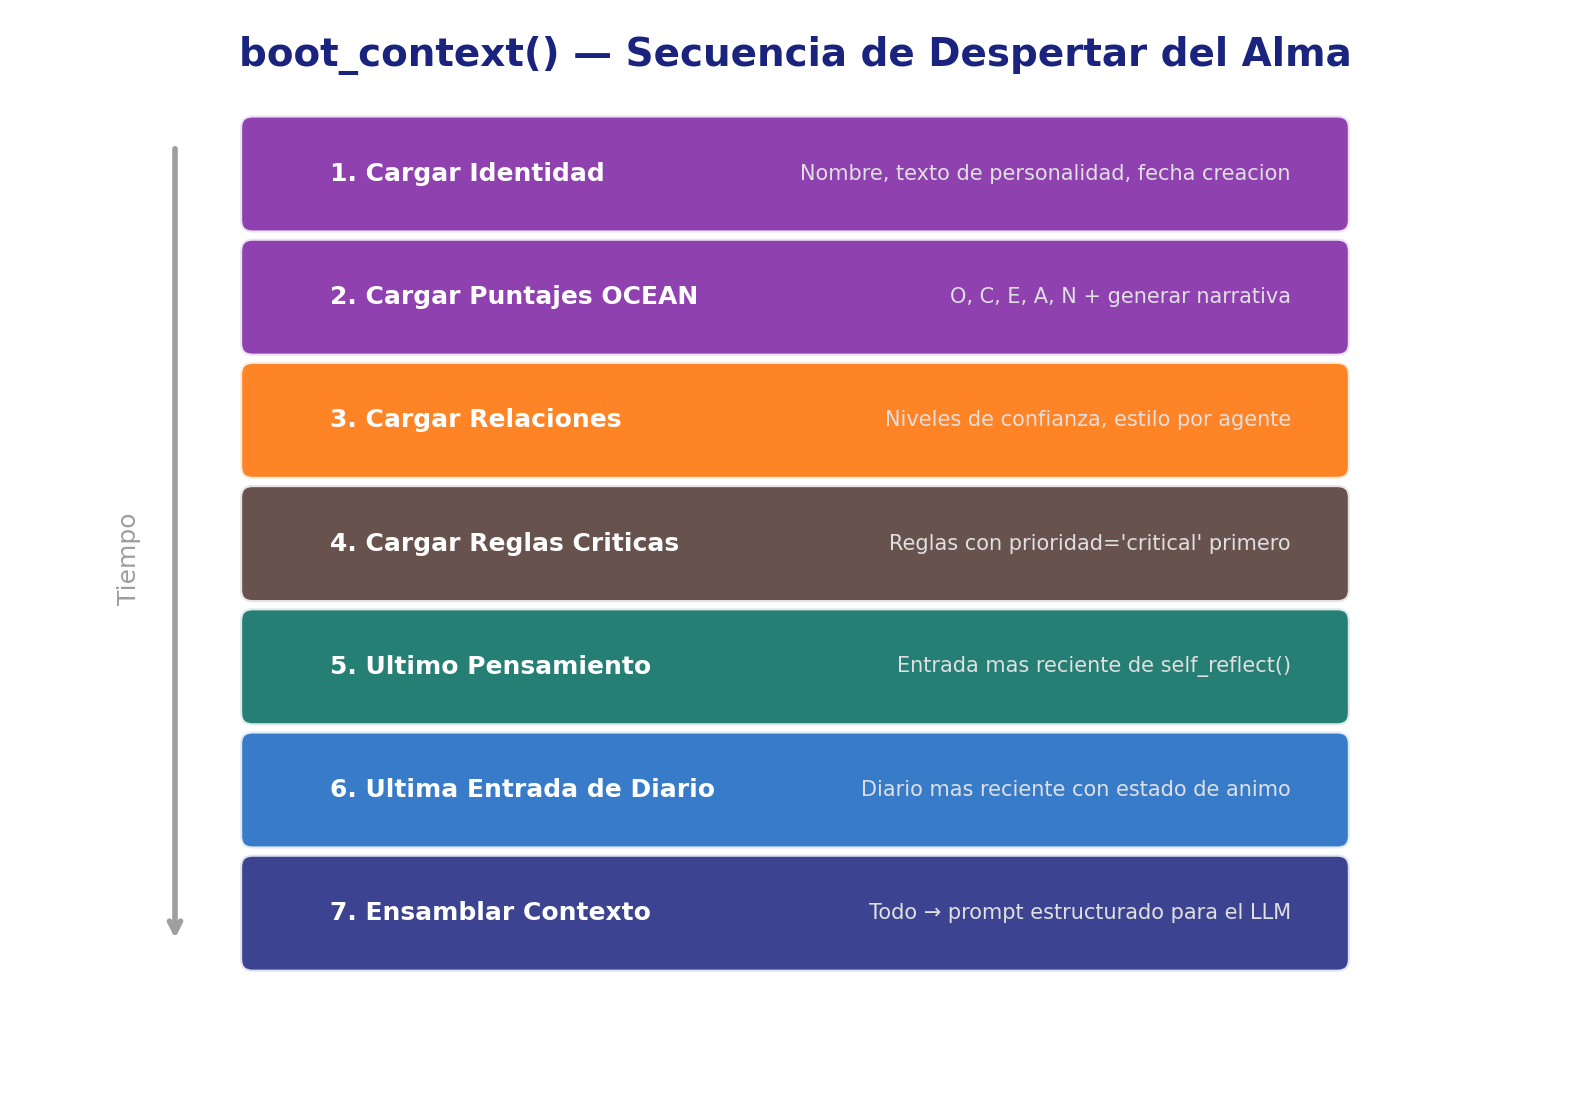 boot_context() — Secuencia de Despertar del Alma
1. Cargar Identidad
Nombre, texto de personalidad, fecha creacion
2. Cargar Puntajes OCEAN
O, C, E, A, N + generar narrativa
3. Cargar Relaciones
Niveles de confianza, estilo por agente
4. Cargar Reglas Criticas
Reglas con prioridad='critical' primero
Tiempo
5. Ultimo Pensamiento
Entrada mas reciente de self_reflect()
6. Ultima Entrada de Diario
Diario mas reciente con estado de animo
7. Ensamblar Contexto
Todo → prompt estructurado para el LLM